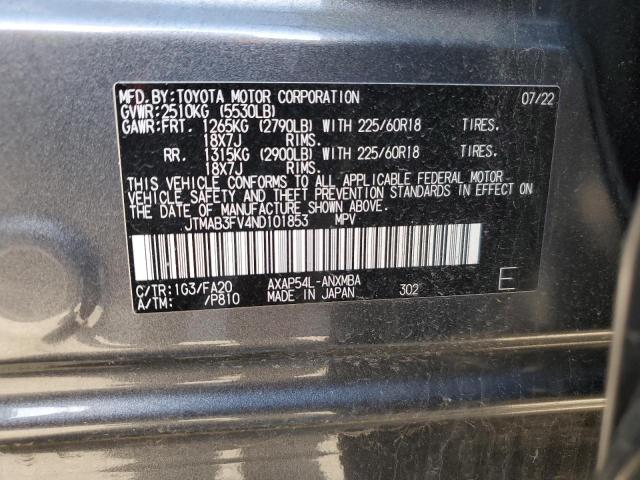 MFD. BY: TOYOTA MOTOR CORPORATION 07/22
GVWR: 2510KG (5530LB)
GAWR: FRT. 1265KG (2790LB) WITH 225/60R18 TIRES.
18X7J RIMS.
RR. 1315KG (2900LB) WITH 225/60R18 TIRES.
18X7J RIMS.
THIS VEHICLE CONFORMS TO ALL APPLICABLE FEDERAL MOTOR
VEHICLE SAFETY AND THEFT PREVENTION STANDARDS IN EFFECT ON
THE DATE OF MANUFACTURE SHOWN ABOVE.
JTMAB3FV4ND101853 MPV
C/TR: 1G3/FA20 AXAP54L-ANXMBA 302 E
A/TM: /P810 MADE IN JAPAN